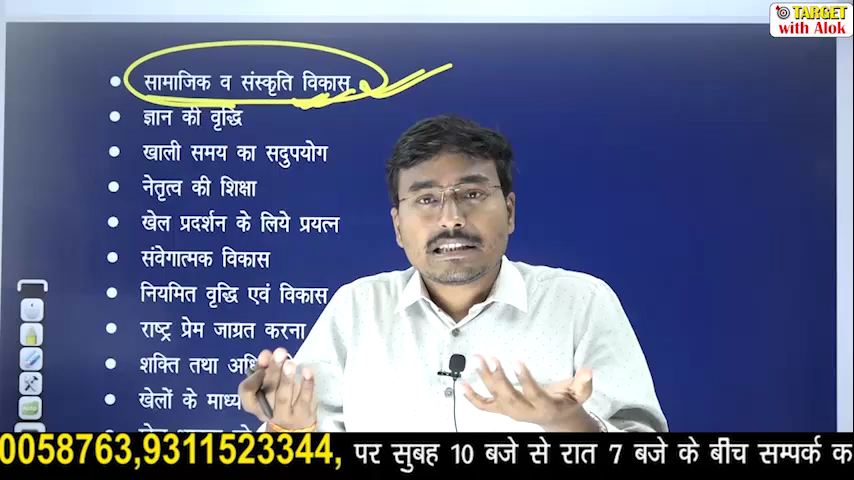 TARGET
with Alok
सामाजिक व संस्कृति विकास
ज्ञान की वृद्धि
खाली समय का सदुपयोग
नेतृत्व की शिक्षा
खेल प्रदर्शन के लिये प्रयत्न
संवेगात्मक विकास
नियमित वृद्धि एवं विकास
राष्ट्र प्रेम जाग्रत करना
शक्ति तथा
खेलों के
0058763,9311523344, पर सुबह 10 बजे से रात 7 बजे के बीच सम्पर्क क